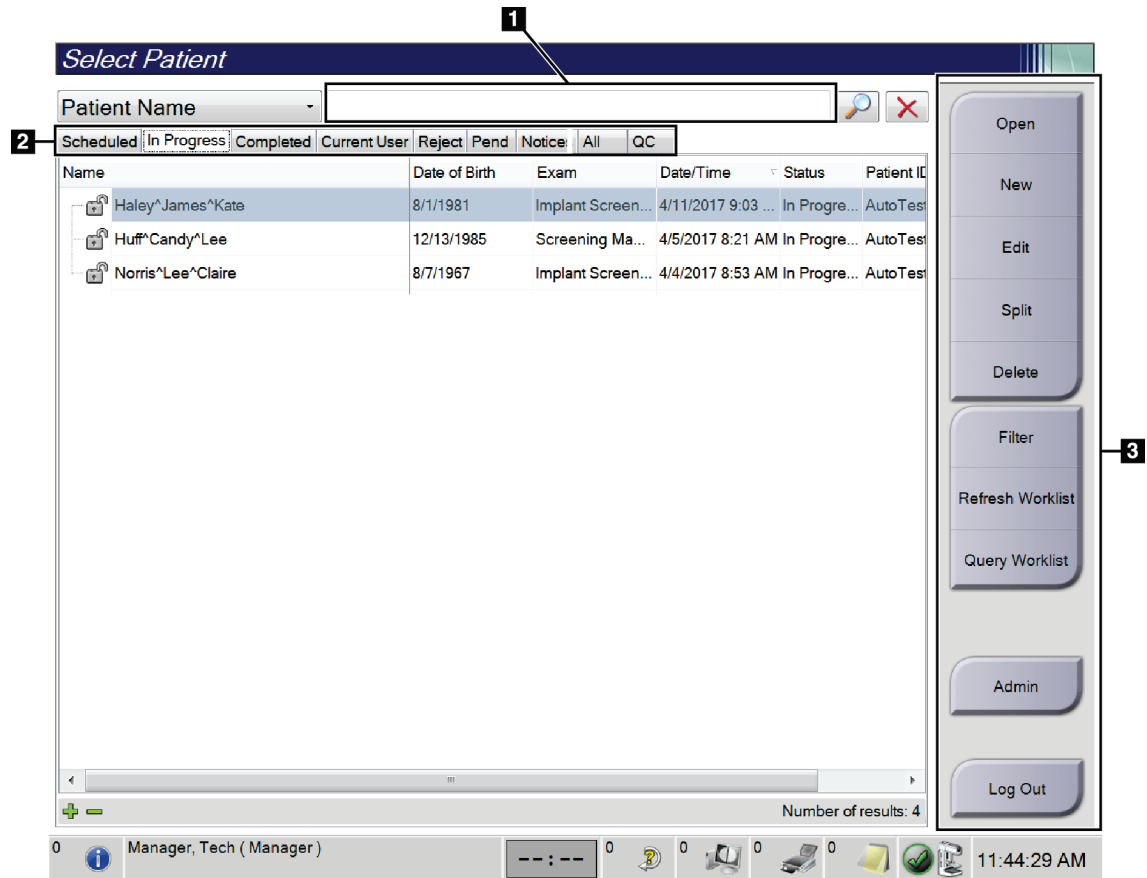 1
Select Patient
Patient Name
2
Scheduled In Progress Completed Current User Reject Pend Notice All QC
Name Date of Birth Exam Date/Time Status Patient ID
Haley^James^Kate 8/1/1981 Implant Screen... 4/11/2017 9:03 ... In Progre... AutoTest
Huff^Candy^Lee 12/13/1985 Screening Ma... 4/5/2017 8:21 AM In Progre... AutoTest
Norris^Lee^Claire 8/7/1967 Implant Screen... 4/4/2017 8:53 AM In Progre... AutoTest
Number of results: 4
Open
New
Edit
Split
Delete
Filter
3
Refresh Worklist
Query Worklist
Admin
Log Out
0 Manager, Tech ( Manager ) --:-- 0 0 0 0 11:44:29 AM